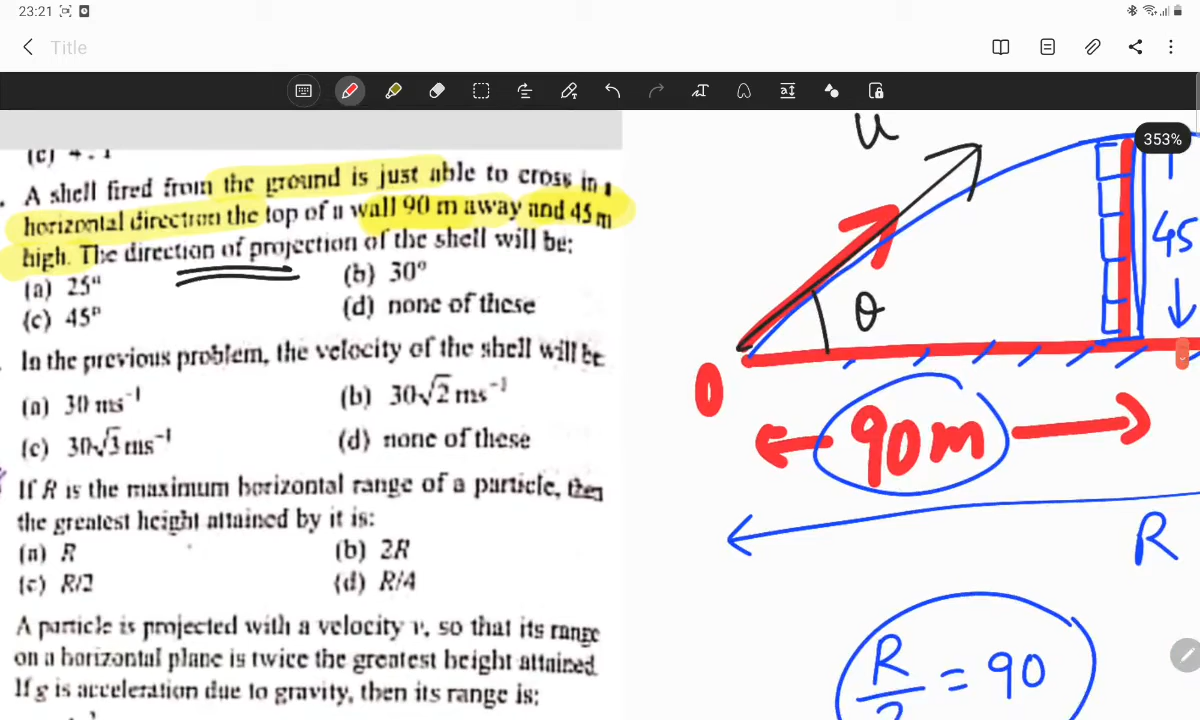 23:21
Title
353%
(c) 4 : 1
A shell fired from the ground is just able to cross in a
horizontal direction the top of a wall 90 m away and 45 m
high. The direction of projection of the shell will be:
(a) 25°
(b) 30°
(c) 45°
(d) none of these
In the previous problem, the velocity of the shell will be
(a) 30 ms⁻¹
(b) 30√2 ms⁻¹
(c) 30√3 ms⁻¹
(d) none of these
If R is the maximum horizontal range of a particle, then
the greatest height attained by it is:
(a) R
(b) 2R
(c) R/2
(d) R/4
A particle is projected with a velocity v, so that its range
on a horizontal plane is twice the greatest height attained.
If g is acceleration due to gravity, then its range is:
u
45
θ
O
90m
R
R/2 = 90